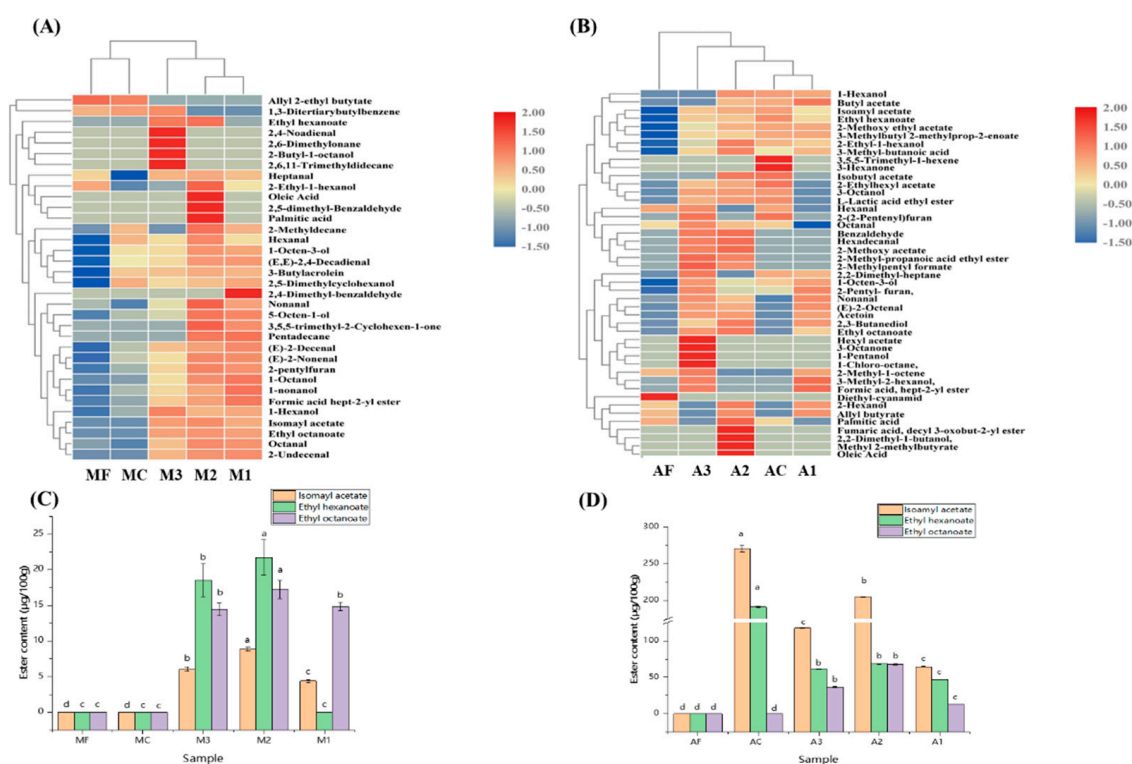 (A)
Allyl 2-ethyl butytate
1,3-Ditertiarybutylbenzene
Ethyl hexanoate
2,4-Noadienal
2,6-Dimethylonane
2-Butyl-1-octanol
2,6,11-Trimethyldidecane
Heptanal
2-Ethyl-1-hexanol
Oleic Acid
2,5-dimethyl-Benzaldehyde
Palmitic acid
2-Methyldecane
Hexanal
1-Octen-3-ol
(E,E)-2,4-Decadienal
3-Butylacrolein
2,5-Dimethylcyclohexanol
2,4-Dimethyl-benzaldehyde
Nonanal
5-Octen-1-ol
3,5,5-trimethyl-2-Cyclohexen-1-one
Pentadecane
(E)-2-Decenal
(E)-2-Nonenal
2-pentylfuran
1-Octanol
1-nonanol
Formic acid hept-2-yl ester
1-Hexanol
Isomayl acetate
Ethyl octanoate
Octanal
2-Undecenal
MF MC M3 M2 M1
2.00
1.50
1.00
0.50
0.00
-0.50
-1.00
-1.50
(B)
1-Hexanol
Butyl acetate
Isoamyl acetate
Ethyl hexanoate
2-Methoxy ethyl acetate
3-Methylbutyl 2-methylprop-2-enoate
2-Ethyl-1-hexanol
3-Methyl-butanoic acid
3,5,5-Trimethyl-1-hexene
3-Hexanone
Isobutyl acetate
2-Ethylhexyl acetate
3-Octanol
L-Lactic acid ethyl ester
Hexanal
2-(2-Pentenyl)furan
Octanal
Benzaldehyde
Hexadecanal
2-Methoxy acetate
2-Methyl-propanoic acid ethyl ester
2-Methylpentyl formate
2,2-Dimethyl-heptane
1-Octen-3-ol
2-Pentyl- furan,
Nonanal
(E)-2-Octenal
Acetoin
2,3-Butanediol
Ethyl octanoate
Hexyl acetate
3-Octanone
1-Pentanol
1-Chloro-octane,
2-Methyl-1-octene
3-Methyl-2-hexanol,
Formic acid, hept-2-yl ester
Diethyl-cyanamid
2-Hexanol
Allyl butyrate
Palmitic acid
Fumaric acid, decyl 3-oxobut-2-yl ester
2,2-Dimethyl-1-butanol,
Methyl 2-methylbutyrate
Oleic Acid
AF A3 A2 AC A1
2.00
1.50
1.00
0.50
0.00
-0.50
-1.00
-1.50
(C)
Isomayl acetate
Ethyl hexanoate
Ethyl octanoate
Ester content (μg/100g)
25
20
15
10
5
0
d c c
d c c
b b b
a a a
c c b
MF MC M3 M2 M1
Sample
(D)
Isoamyl acetate
Ethyl hexanoate
Ethyl octanoate
Ester content (μg/100g)
300
250
200
150
100
50
0
d d d
a a d
c b b
b b b
c c c
AF AC A3 A2 A1
Sample